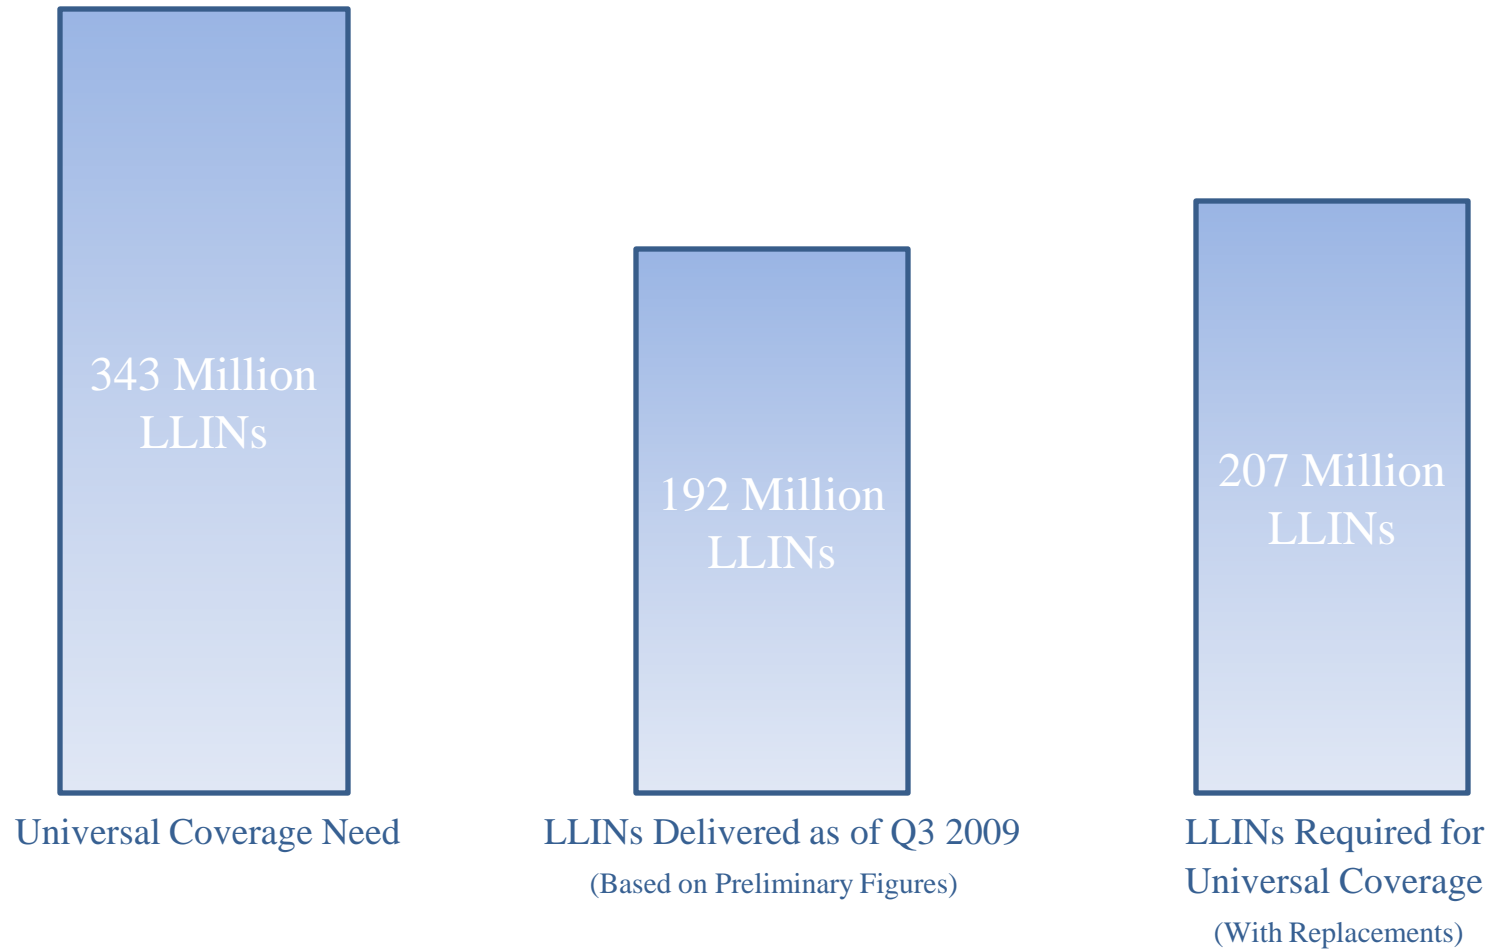 343 Million
LLINs
192 Million
LLINs
207 Million
LLINs
Universal Coverage Need
LLINs Delivered as of Q3 2009
(Based on Preliminary Figures)
LLINs Required for
Universal Coverage
(With Replacements)